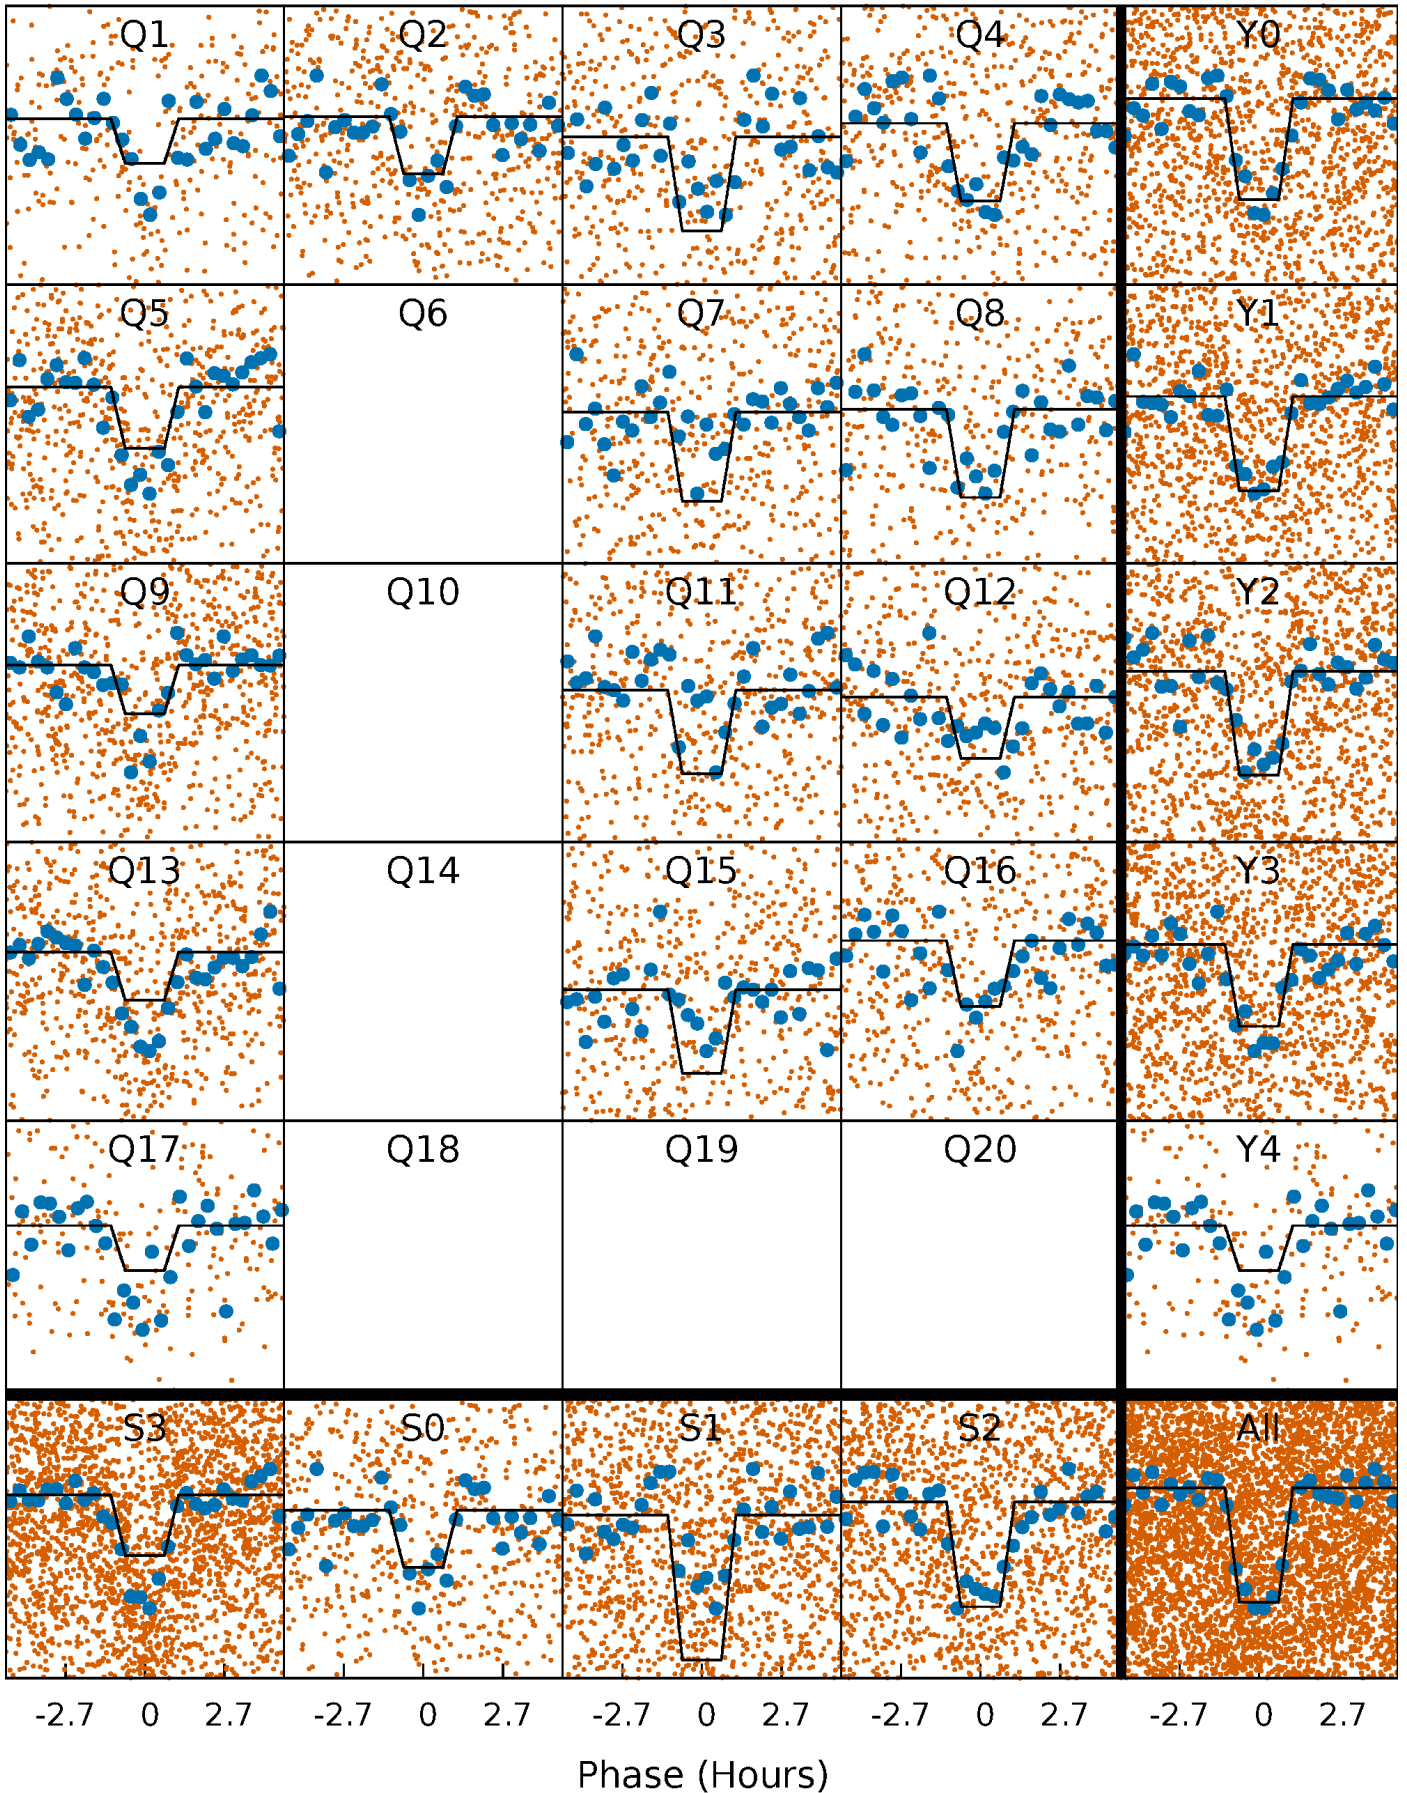 Q1 Q2 Q3 Q4 Y0
Q5 Q6 Q7 Q8 Y1
Q9 Q10 Q11 Q12 Y2
Q13 Q14 Q15 Q16 Y3
Q17 Q18 Q19 Q20 Y4
S3 S0 S1 S2 All
-2.7 0 2.7 -2.7 0 2.7 -2.7 0 2.7 -2.7 0 2.7 -2.7 0 2.7
Phase (Hours)